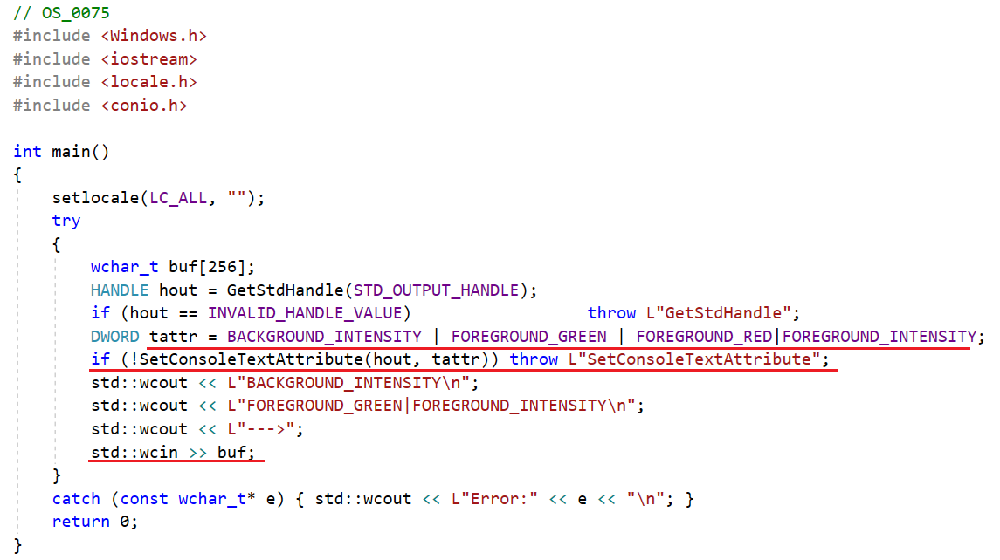 // OS_0075
#include <Windows.h>
#include <iostream>
#include <locale.h>
#include <conio.h>
int main()
{
setlocale(LC_ALL, "");
try
{
wchar_t buf[256];
HANDLE hout = GetStdHandle(STD_OUTPUT_HANDLE);
if (hout == INVALID_HANDLE_VALUE) throw L"GetStdHandle";
DWORD tattr = BACKGROUND_INTENSITY | FOREGROUND_GREEN | FOREGROUND_RED|FOREGROUND_INTENSITY;
if (!SetConsoleTextAttribute(hout, tattr)) throw L"SetConsoleTextAttribute";
std::wcout << L"BACKGROUND_INTENSITY\n";
std::wcout << L"FOREGROUND_GREEN|FOREGROUND_INTENSITY\n";
std::wcout << L"--->";
std::wcin >> buf;
}
catch (const wchar_t* e) { std::wcout << L"Error:" << e << "\n"; }
return 0;
}